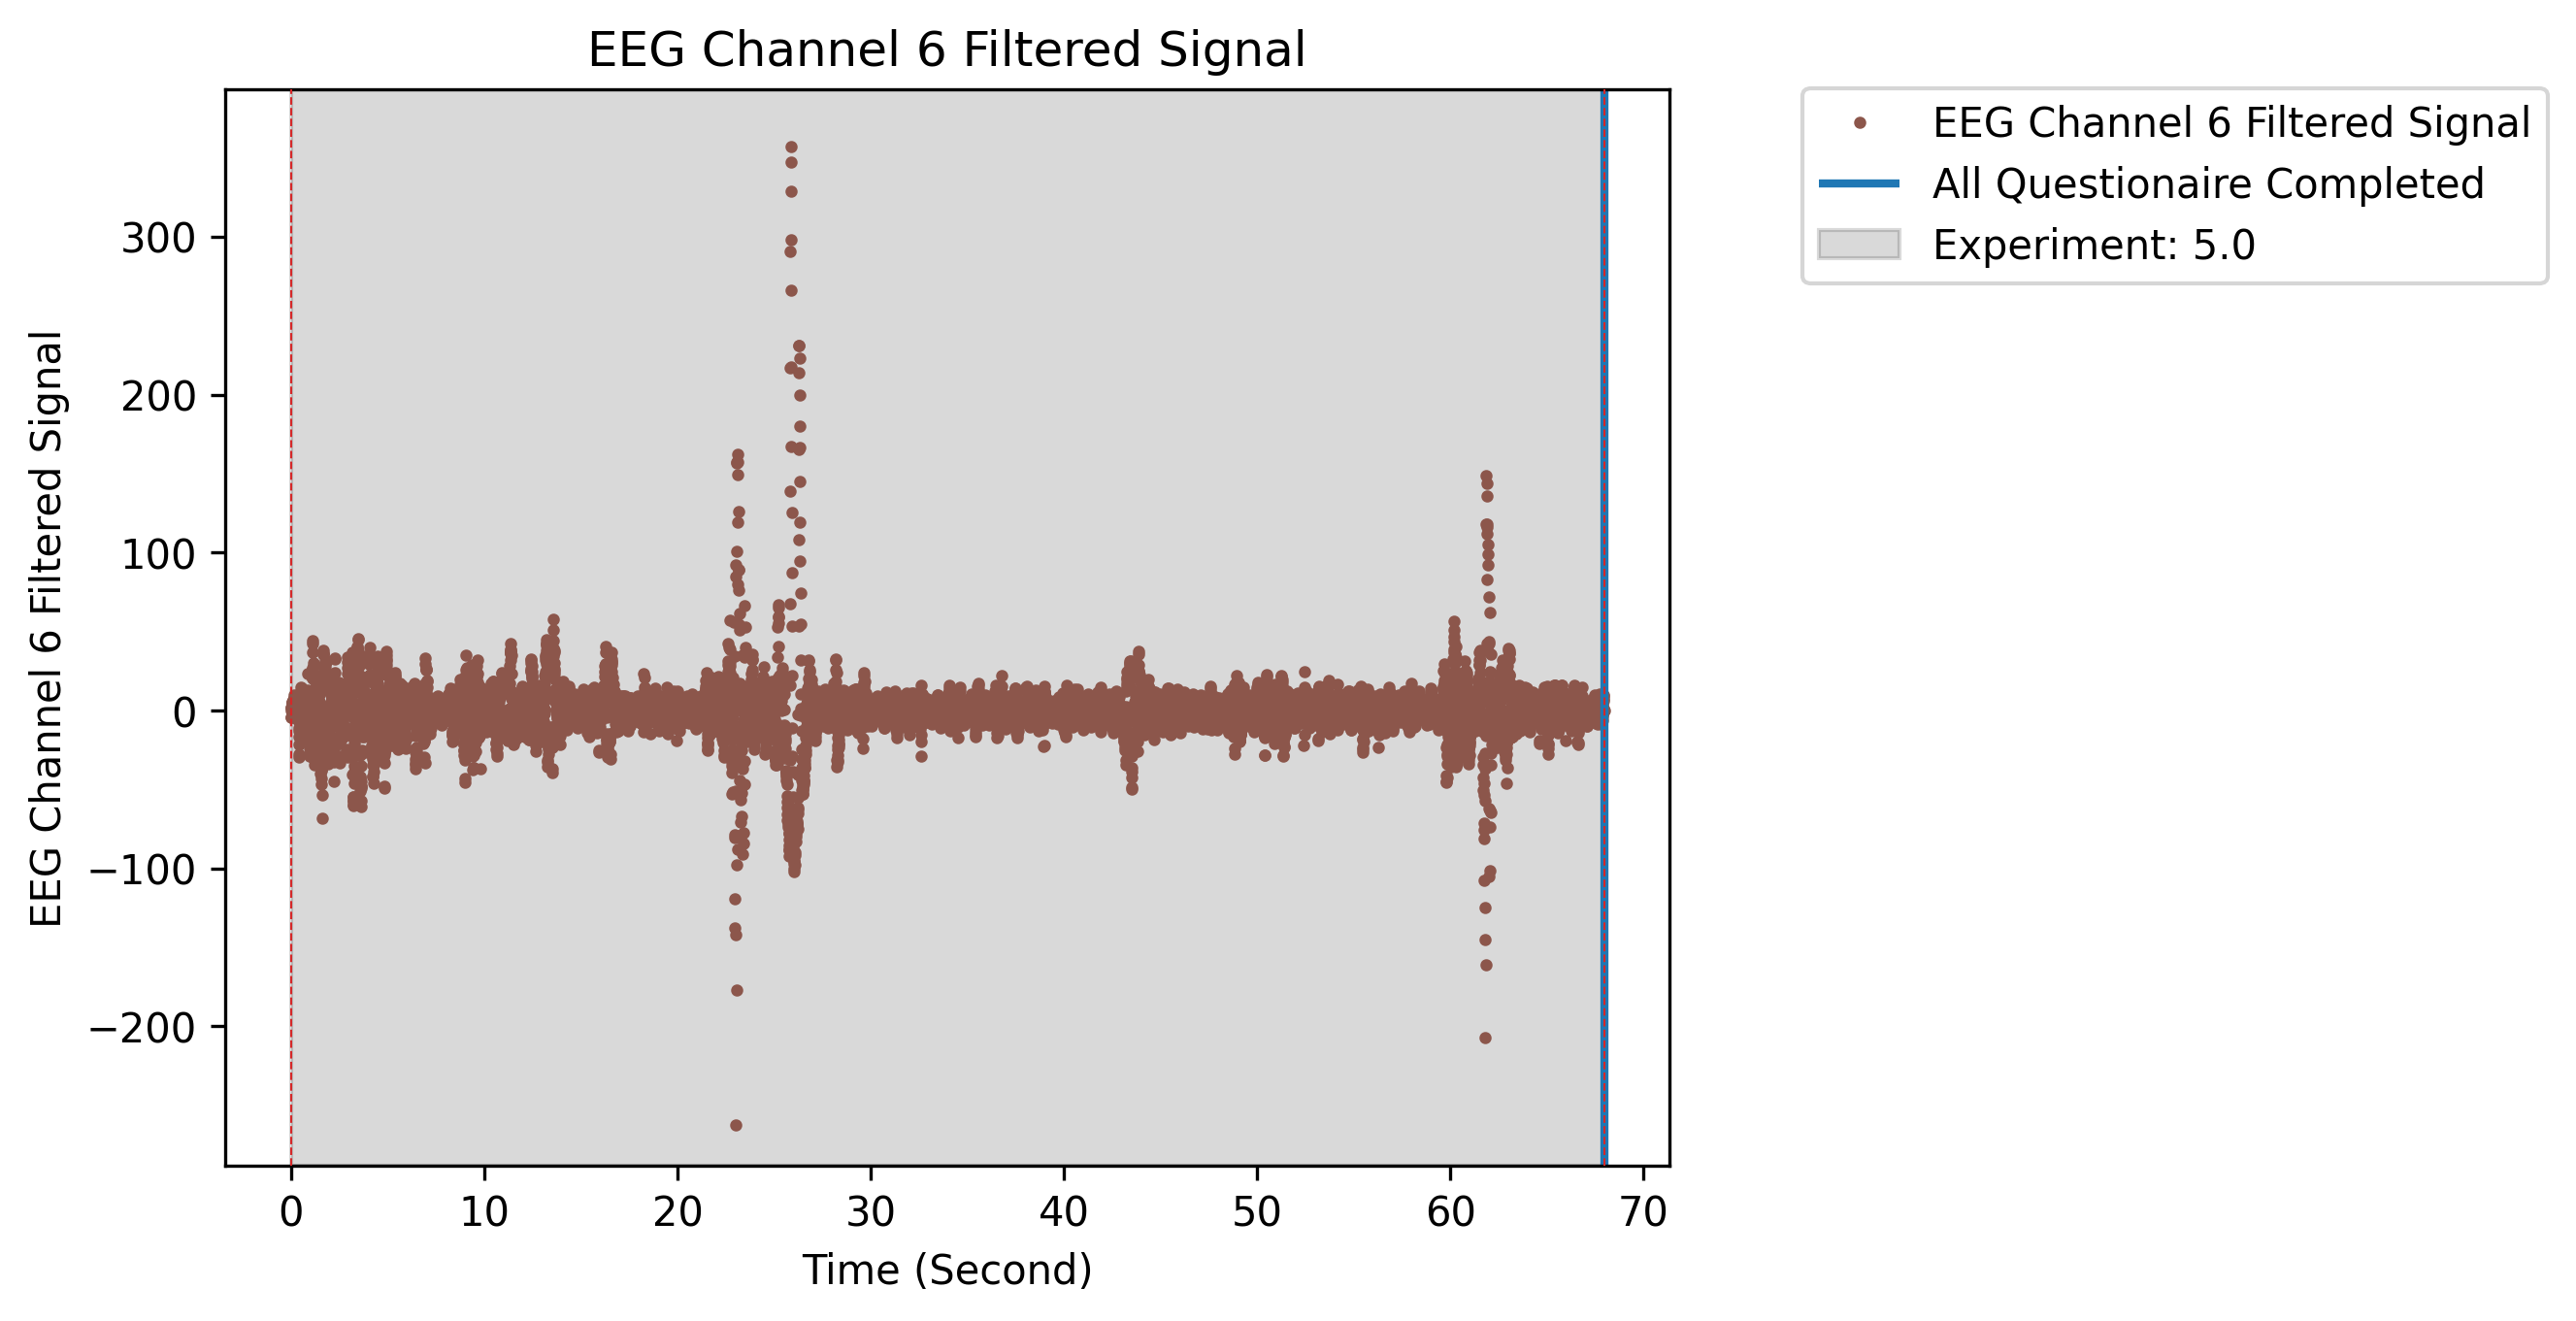 EEG Channel 6 Filtered Signal
EEG Channel 6 Filtered Signal
All Questionaire Completed
Experiment: 5.0
EEG Channel 6 Filtered Signal
300
200
100
0
−100
−200
0 10 20 30 40 50 60 70
Time (Second)